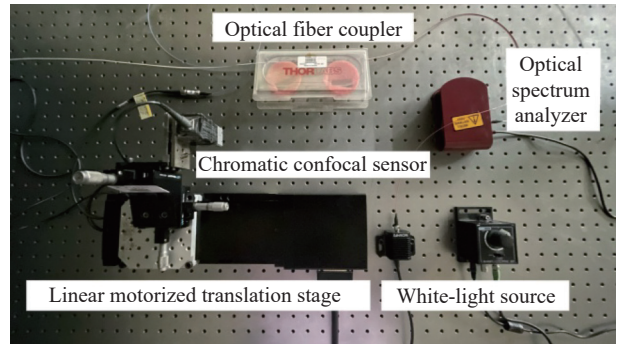 Optical fiber coupler
THOR
Optical
spectrum
analyzer
Chromatic confocal sensor
Linear motorized translation stage
White-light source